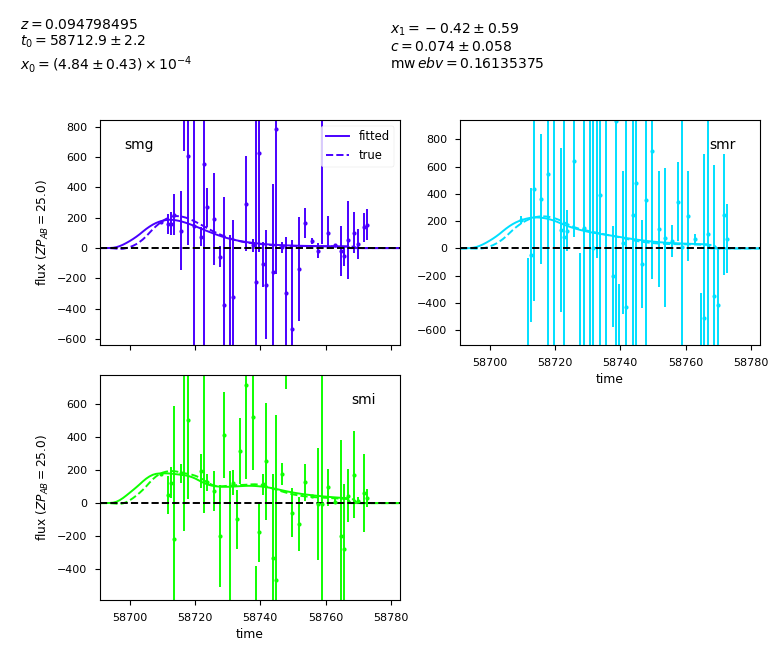 z = 0.094798495
t₀ = 58712.9 ± 2.2
x₀ = (4.84 ± 0.43) × 10⁻⁴
x₁ = −0.42 ± 0.59
c = 0.074 ± 0.058
mw ebv = 0.16135375
smg
fitted
true
800
600
400
200
0
−200
−400
−600
flux (ZP_AB = 25.0)
smr
800
600
400
200
0
−200
−400
−600
58700 58720 58740 58760 58780
time
smi
600
400
200
0
−200
−400
flux (ZP_AB = 25.0)
58700 58720 58740 58760 58780
time